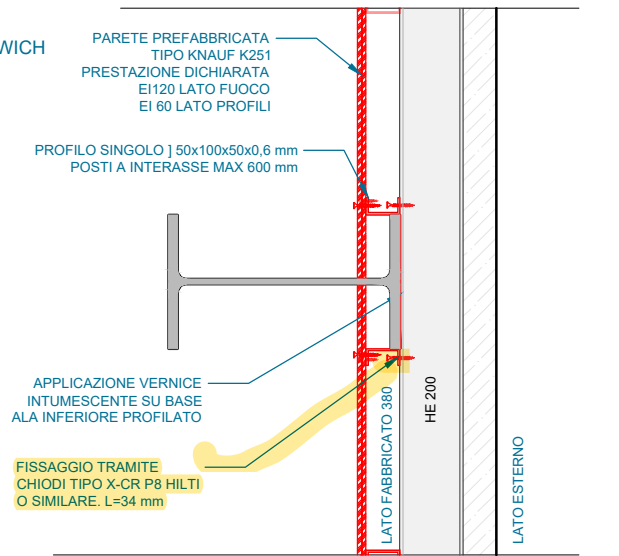 WICH
PARETE PREFABBRICATA
TIPO KNAUF K251
PRESTAZIONE DICHIARATA
EI120 LATO FUOCO
EI 60 LATO PROFILI
PROFILO SINGOLO ] 50x100x50x0,6 mm
POSTI A INTERASSE MAX 600 mm
APPLICAZIONE VERNICE
INTUMESCENTE SU BASE
ALA INFERIORE PROFILATO
FISSAGGIO TRAMITE
CHIODI TIPO X-CR P8 HILTI
O SIMILARE. L=34 mm
LATO FABBRICATO 380
HE 200
LATO ESTERNO